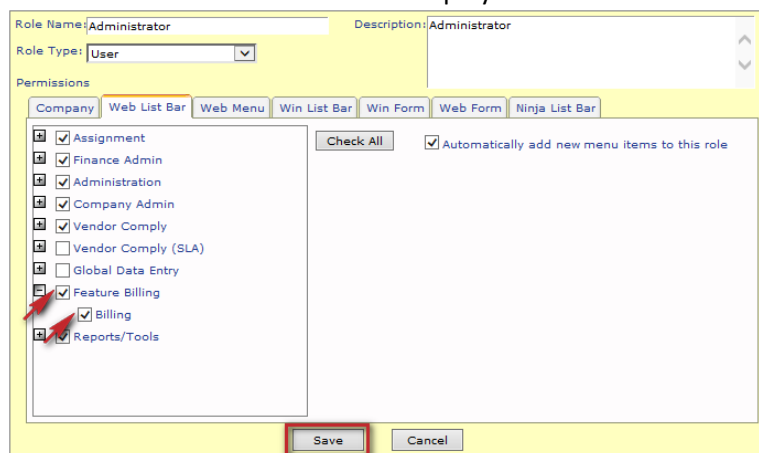 Role Name: Administrator Description: Administrator
Role Type: User
Permissions
Company Web List Bar Web Menu Win List Bar Win Form Web Form Ninja List Bar
Assignment Check All Automatically add new menu items to this role
Finance Admin
Administration
Company Admin
Vendor Comply
Vendor Comply (SLA)
Global Data Entry
Feature Billing
Billing
Reports/Tools
Save Cancel